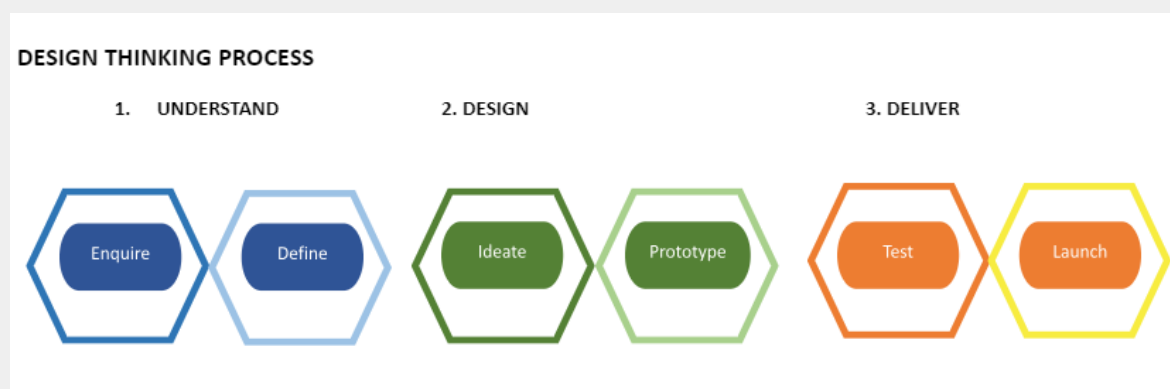 DESIGN THINKING PROCESS
1. UNDERSTAND
2. DESIGN
3. DELIVER
Enquire
Define
Ideate
Prototype
Test
Launch